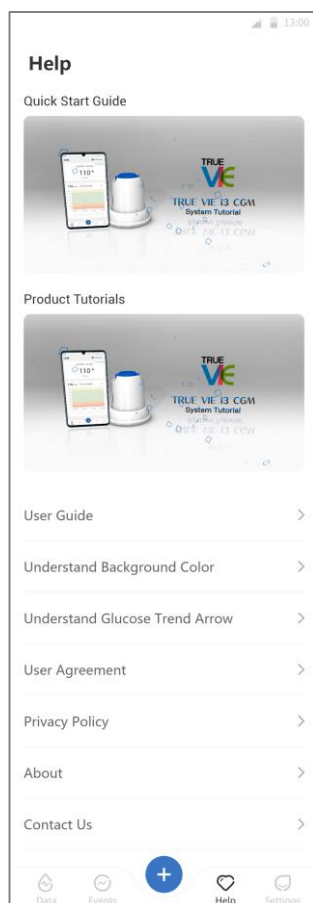 13:00
Help
Quick Start Guide
110
TRUE
VIE
TRUE VIE i3 CGM
System Tutorial
Product Tutorials
110
TRUE
VIE
TRUE VIE i3 CGM
System Tutorial
User Guide
Understand Background Color
Understand Glucose Trend Arrow
User Agreement
Privacy Policy
About
Contact Us
+
Data Events Help Settings